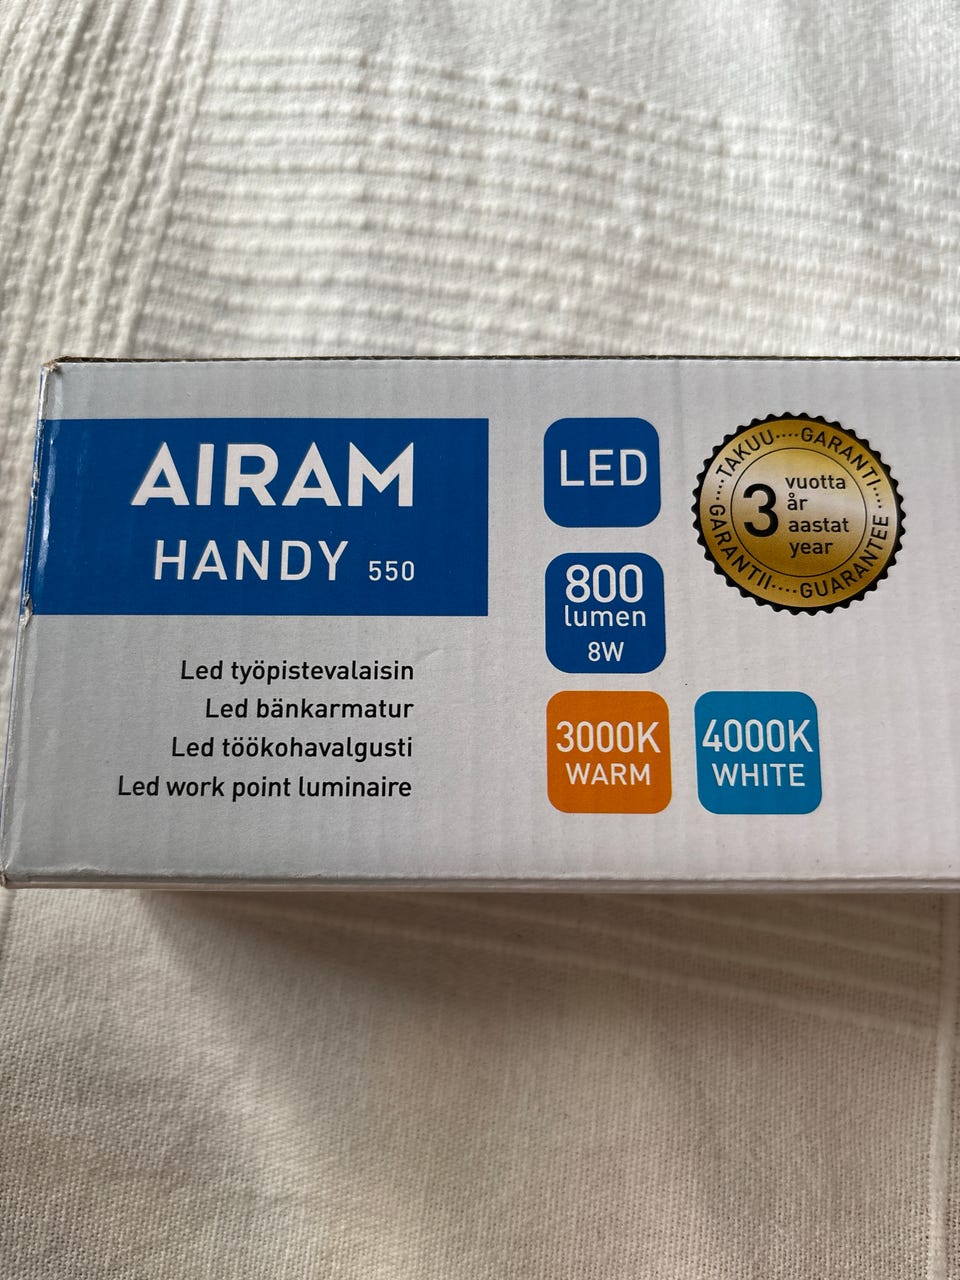 AIRAM
HANDY 550
Led työpistevalaisin
Led bänkarmatur
Led töökohavalgusti
Led work point luminaire
LED
800
lumen
8W
3000K
WARM
4000K
WHITE
TAKUU····GARANTI····GUARANTEE····GARANTII····
3 vuotta
år
aastat
year